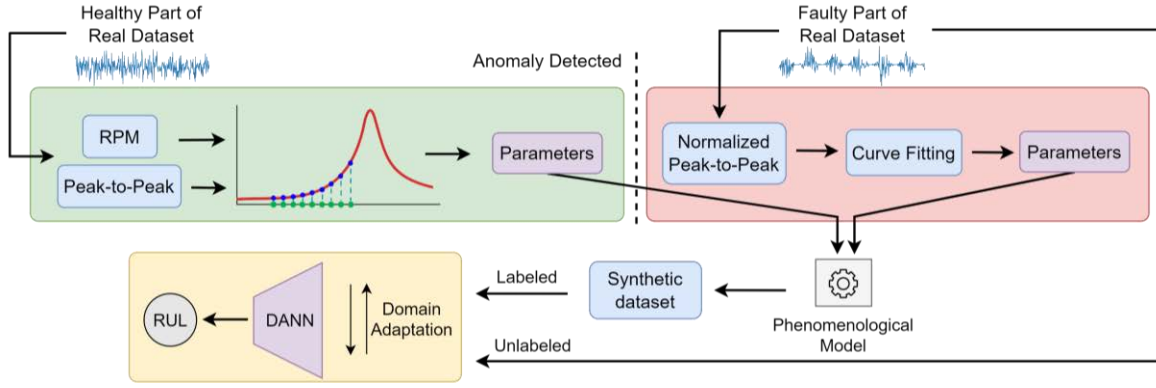 Healthy Part of
Real Dataset
Faulty Part of
Real Dataset
Anomaly Detected
RPM
Peak-to-Peak
Parameters
Normalized
Peak-to-Peak
Curve Fitting
Parameters
RUL
DANN
Domain
Adaptation
Labeled
Synthetic
dataset
Phenomenological
Model
Unlabeled